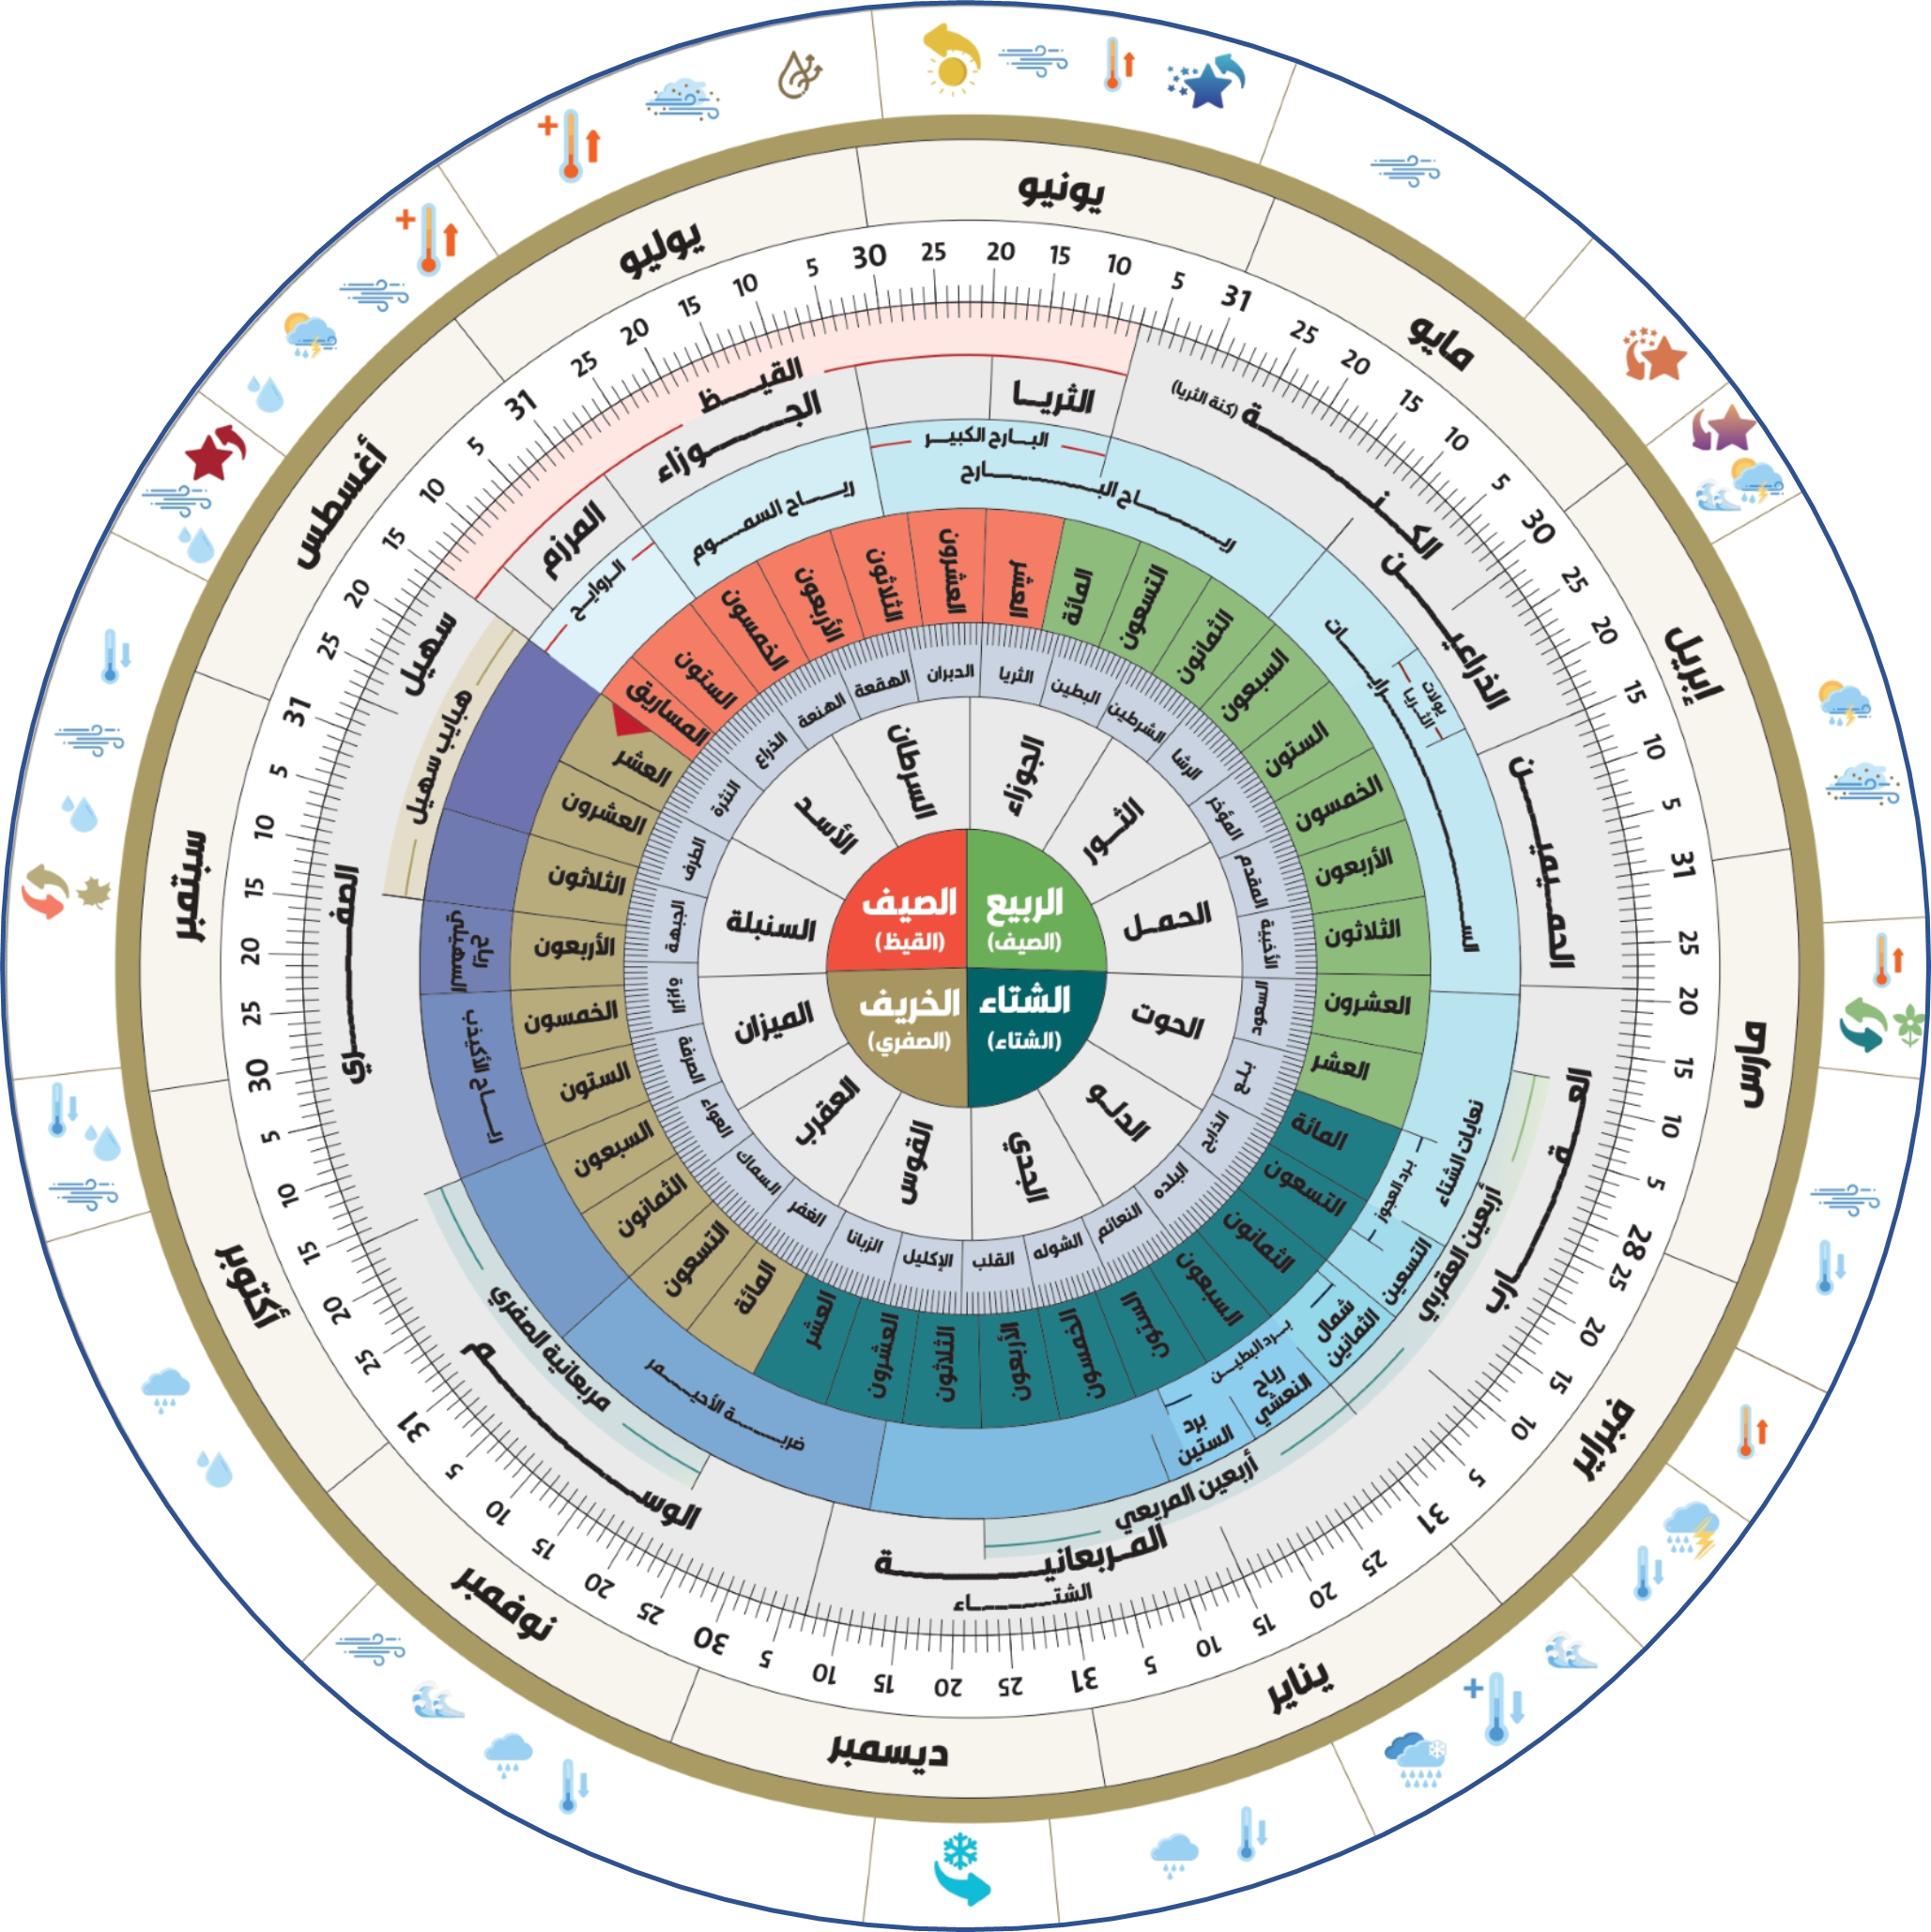 الربيع
(الصيف)
الصيف
(القيظ)
الخريف
(الصفري)
الشتاء
(الشتاء)
الجوزاء
السرطان
الأسد
السنبلة
الميزان
العقرب
القوس
الجدي
الدلو
الحوت
الحمل
الثور
الثريا
الدبران
الهقعة
الهنعة
الذراع
النثرة
الطرف
الجبهة
الزبرة
الصرفة
العواء
السماك
الغفر
الزبانا
الإكليل
القلب
الشوله
النعائم
البلده
الذابح
بلع
السعود
الأخبية
المقدم
المؤخر
الرشا
الشرطين
البطين
العشر
العشرون
الثلاثون
الأربعون
الخمسون
الستون
المساريق
العشر
العشرون
الثلاثون
الأربعون
الخمسون
الستون
السبعون
الثمانون
التسعون
المائة
العشر
العشرون
الثلاثون
الأربعون
الخمسون
الستون
السبعون
الثمانون
التسعون
المائة
العشر
العشرون
الثلاثون
الأربعون
الخمسون
الستون
السبعون
الثمانون
التسعون
المائة
رياح البارح
البارح الكبير
رياح السموم
الروايح
هبايب سهيل
رياح
السهيلي
رياح الأكيذب
ضربة الأحيمر
مربعانية الصفري
برد
الستين
رياح
النعشي
برد البطين
شمال
الثمانين
التسعين
برد العجوز
نعايات الشتاء
أربعين المريعي
أربعين العقربي
السرايات
يولات
الثريا
القيظ
الثريا
الجوزاء
المرزم
سهيل
الصفري
الوسم
المربعانية
الشتاء
العقارب
الحميمين
الذراعين
الكنة (كنة الثريا)
يونيو
5 10 15 20 25 30
يوليو
5 10 15 20 25 31
أغسطس
5 10 15 20 25 31
سبتمبر
5 10 15 20 25 30
أكتوبر
5 10 15 20 25 31
نوفمبر
5 10 15 20 25 30
ديسمبر
5 10 15 20 25 31
يناير
5 10 15 20 25 31
فبراير
5 10 15 20 25 28
مارس
5 10 15 20 25 31
إبريل
5 10 15 20 25 30
مايو
5 10 15 20 25 31